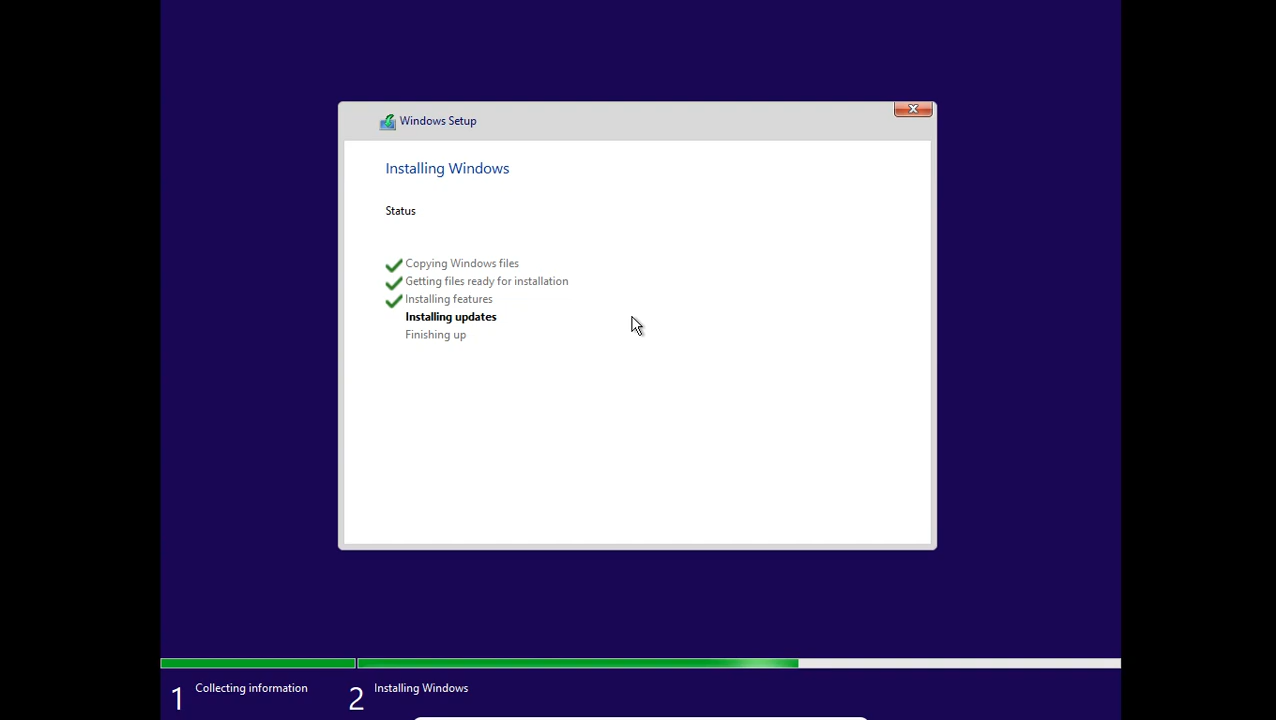 Windows Setup
Installing Windows
Status
Copying Windows files
Getting files ready for installation
Installing features
Installing updates
Finishing up
1 Collecting information 2 Installing Windows